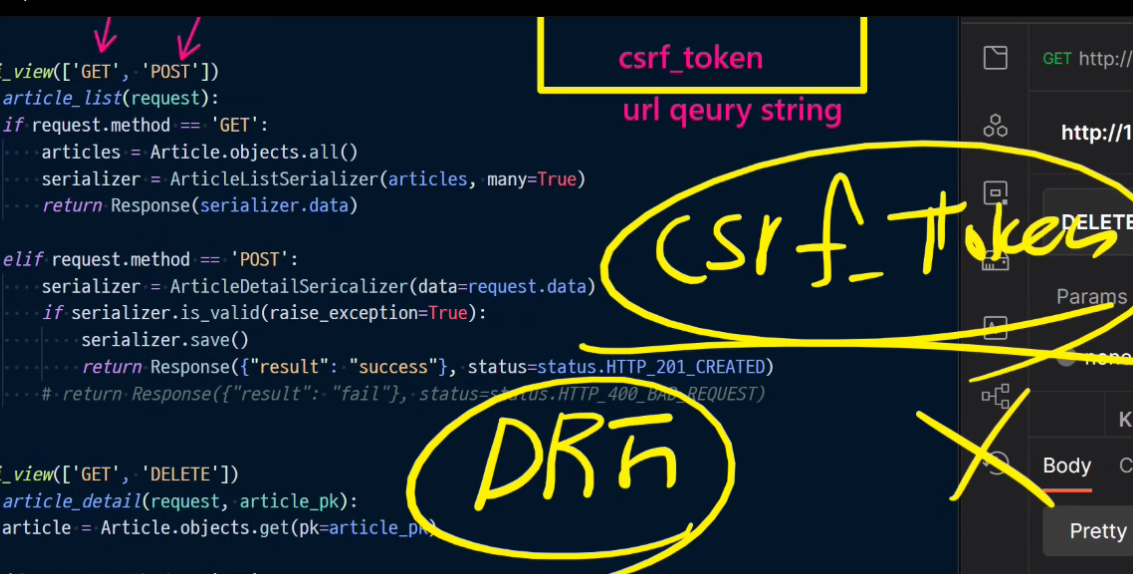 _view(['GET', 'POST'])
article_list(request):
if request.method == 'GET':
articles = Article.objects.all()
serializer = ArticleListSerializer(articles, many=True)
return Response(serializer.data)
elif request.method == 'POST':
serializer = ArticleDetailSericalizer(data=request.data)
if serializer.is_valid(raise_exception=True):
serializer.save()
return Response({"result": "success"}, status=status.HTTP_201_CREATED)
# return Response({"result": "fail"}, status=status.HTTP_400_BAD_REQUEST)
_view(['GET', 'DELETE'])
article_detail(request, article_pk):
article = Article.objects.get(pk=article_pk)
csrf_token
url qeury string
csrf_Token
GET http://
http://1
DELETE
Params
none
K
Body C
Pretty